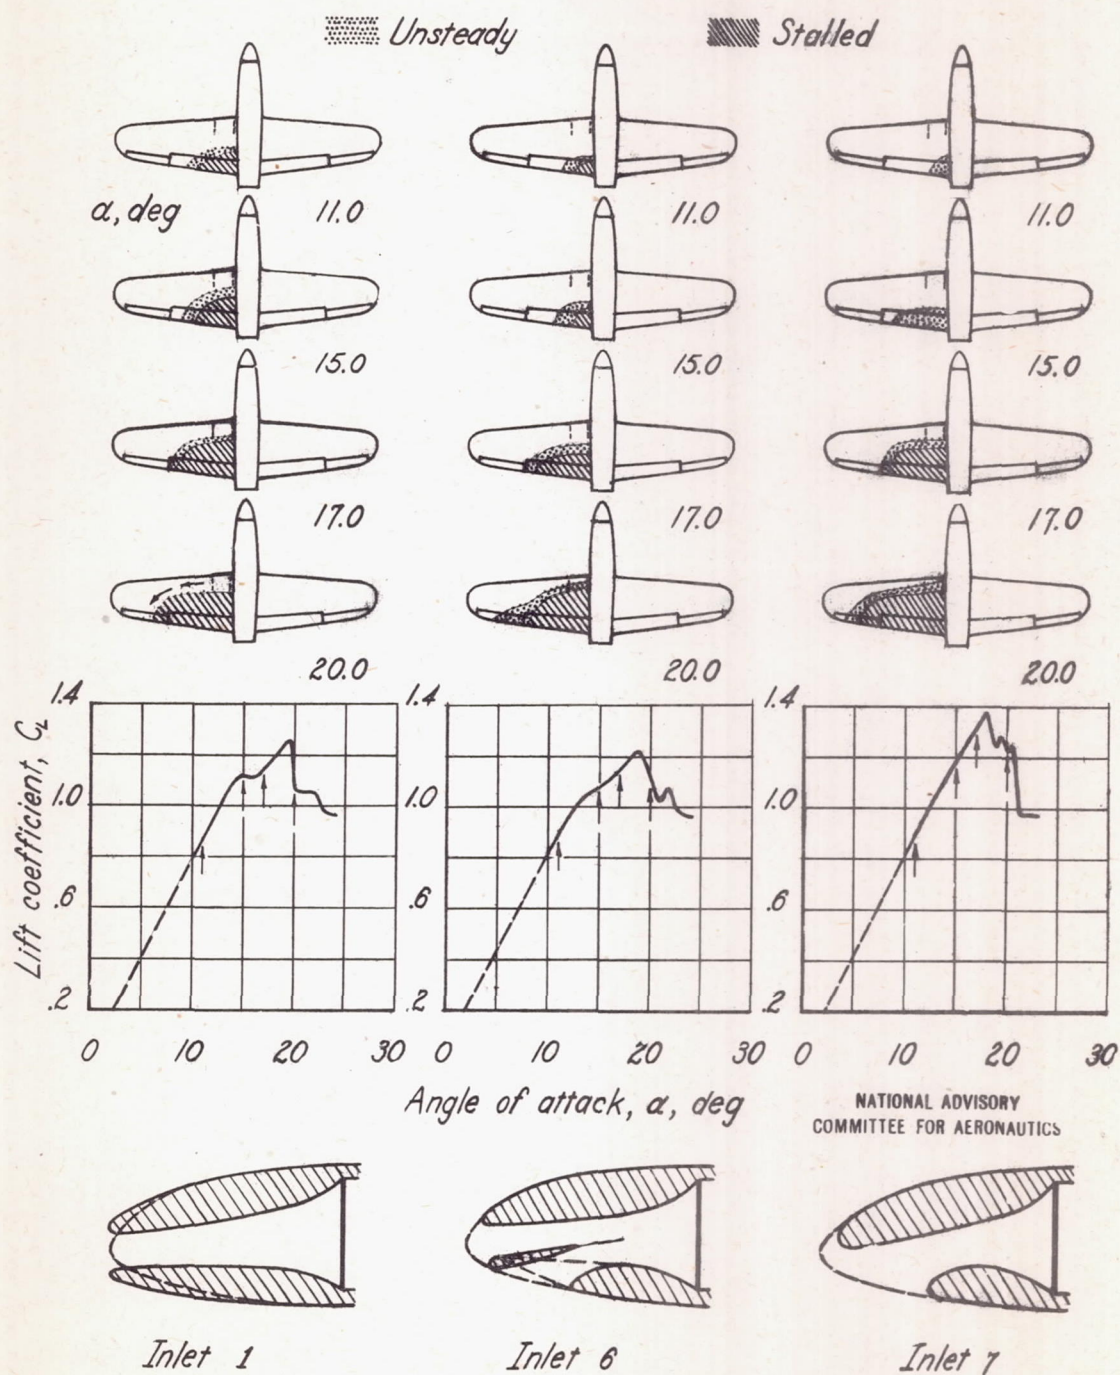 Unsteady Stalled
α, deg 11.0 11.0 11.0
15.0 15.0 15.0
17.0 17.0 17.0
20.0 20.0 20.0
Lift coefficient, C_L
1.4 1.4 1.4
1.0 1.0 1.0
.6 .6 .6
.2 .2 .2
0 10 20 30 0 10 20 30 0 10 20 30
Angle of attack, α, deg
NATIONAL ADVISORY
COMMITTEE FOR AERONAUTICS
Inlet 1 Inlet 6 Inlet 7